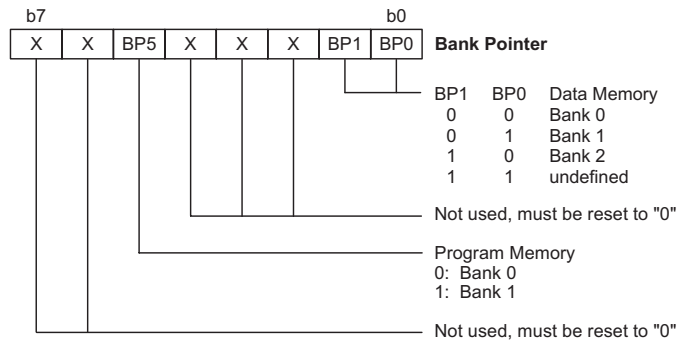 b7 b0
X X BP5 X X X BP1 BP0 Bank Pointer
BP1 BP0 Data Memory
0 0 Bank 0
0 1 Bank 1
1 0 Bank 2
1 1 undefined
Not used, must be reset to "0"
Program Memory
0: Bank 0
1: Bank 1
Not used, must be reset to "0"